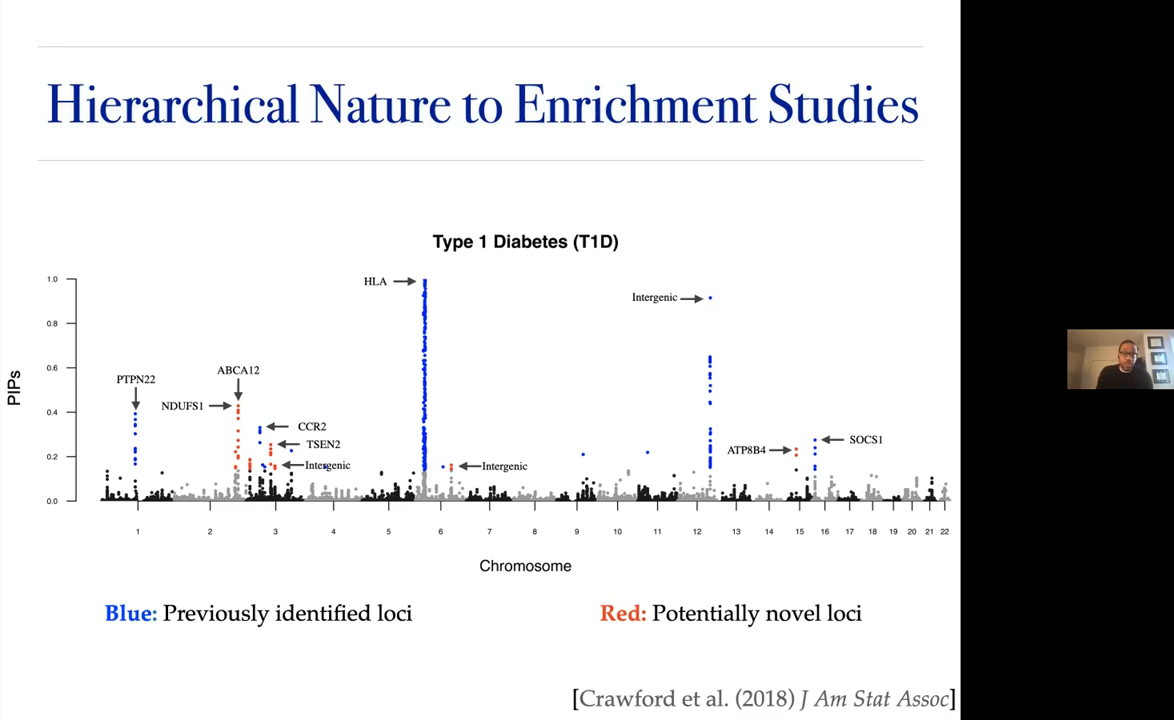 Hierarchical Nature to Enrichment Studies
Type 1 Diabetes (T1D)
PIPs
1.0
0.8
0.6
0.4
0.2
0.0
HLA
Intergenic
PTPN22
ABCA12
NDUFS1
CCR2
TSEN2
Intergenic
Intergenic
ATP8B4
SOCS1
1 2 3 4 5 6 7 8 9 10 11 12 13 14 15 16 17 18 19 20 21 22
Chromosome
Blue: Previously identified loci
Red: Potentially novel loci
[Crawford et al. (2018) J Am Stat Assoc]